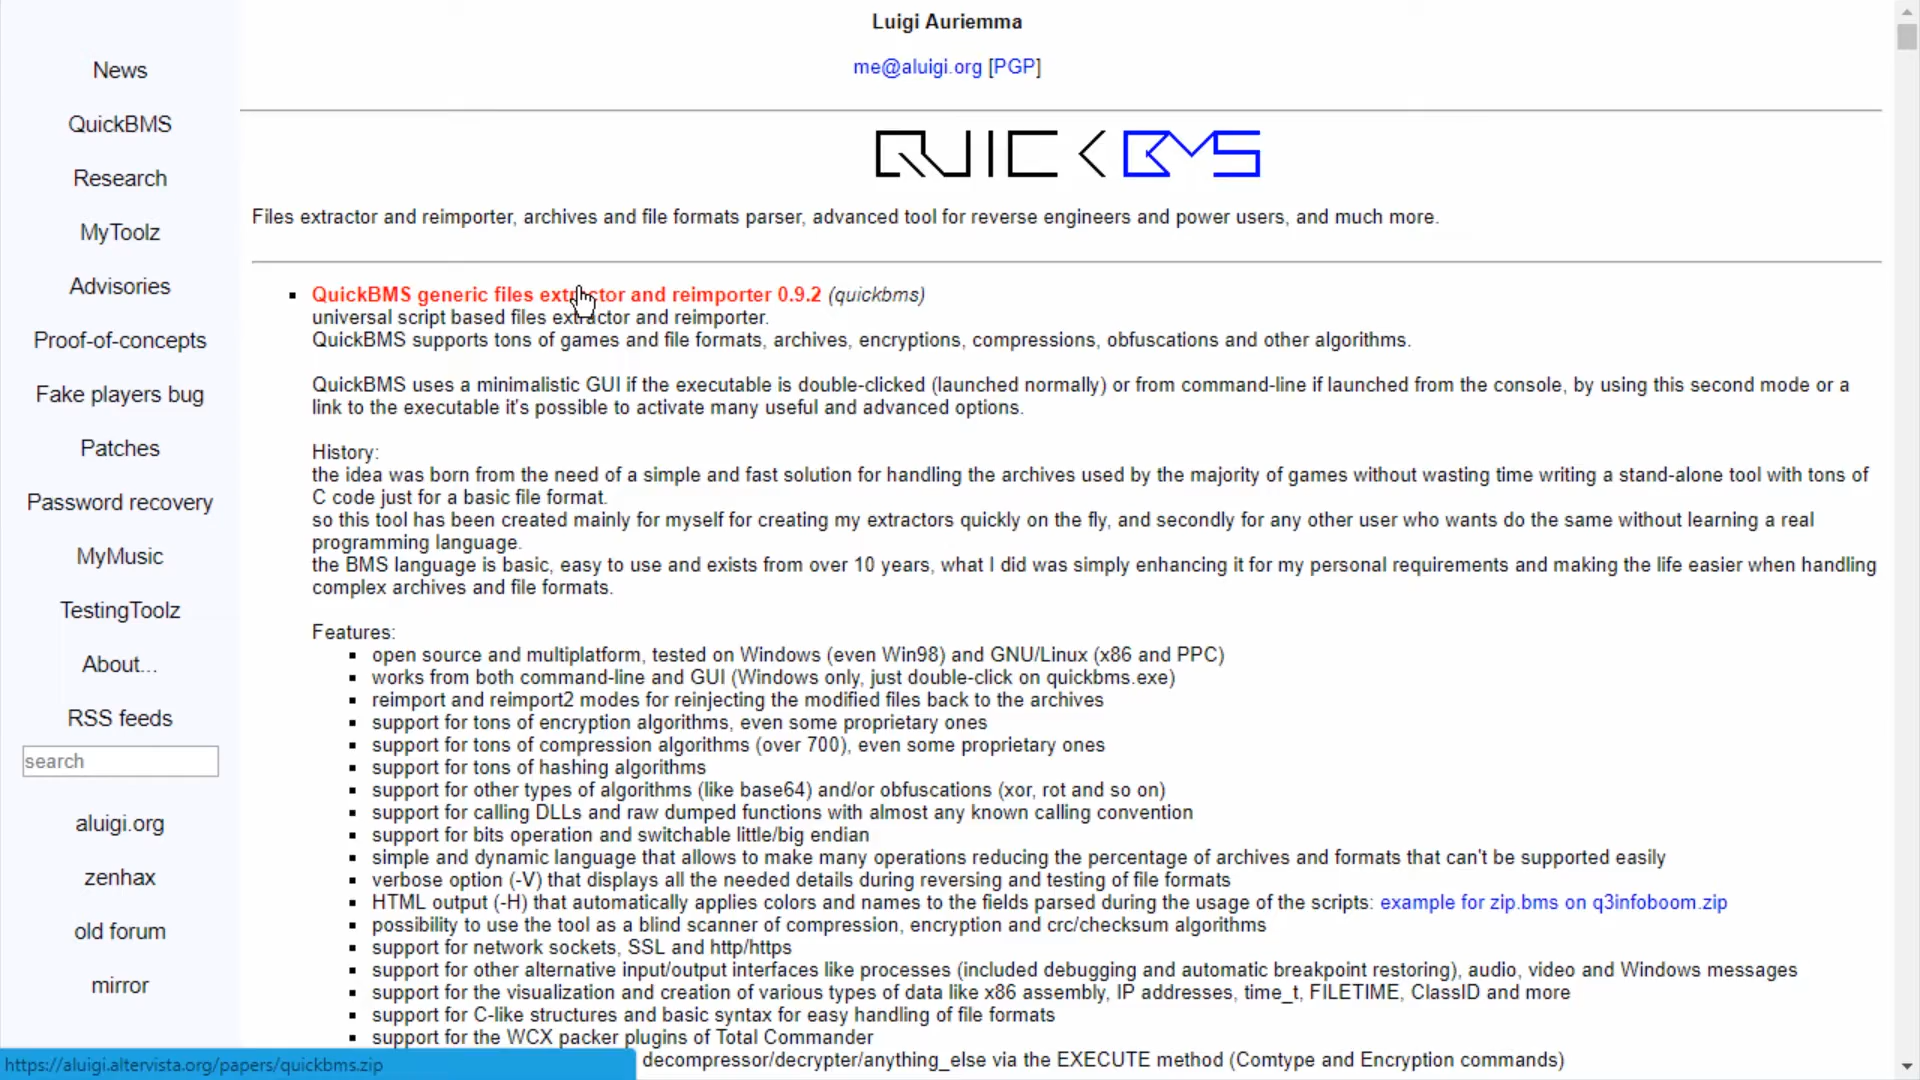 Luigi Auriemma
me@aluigi.org [PGP]
QUICKBMS
Files extractor and reimporter, archives and file formats parser, advanced tool for reverse engineers and power users, and much more.
News
QuickBMS
Research
MyToolz
Advisories
Proof-of-concepts
Fake players bug
Patches
Password recovery
MyMusic
TestingToolz
About...
RSS feeds
search
aluigi.org
zenhax
old forum
mirror
QuickBMS generic files extractor and reimporter 0.9.2 (quickbms)
universal script based files extractor and reimporter.
QuickBMS supports tons of games and file formats, archives, encryptions, compressions, obfuscations and other algorithms.
QuickBMS uses a minimalistic GUI if the executable is double-clicked (launched normally) or from command-line if launched from the console, by using this second mode or a
link to the executable it's possible to activate many useful and advanced options.
History:
the idea was born from the need of a simple and fast solution for handling the archives used by the majority of games without wasting time writing a stand-alone tool with tons of
C code just for a basic file format.
so this tool has been created mainly for myself for creating my extractors quickly on the fly, and secondly for any other user who wants do the same without learning a real
programming language.
the BMS language is basic, easy to use and exists from over 10 years, what I did was simply enhancing it for my personal requirements and making the life easier when handling
complex archives and file formats.
Features:
open source and multiplatform, tested on Windows (even Win98) and GNU/Linux (x86 and PPC)
works from both command-line and GUI (Windows only, just double-click on quickbms.exe)
reimport and reimport2 modes for reinjecting the modified files back to the archives
support for tons of encryption algorithms, even some proprietary ones
support for tons of compression algorithms (over 700), even some proprietary ones
support for tons of hashing algorithms
support for other types of algorithms (like base64) and/or obfuscations (xor, rot and so on)
support for calling DLLs and raw dumped functions with almost any known calling convention
support for bits operation and switchable little/big endian
simple and dynamic language that allows to make many operations reducing the percentage of archives and formats that can't be supported easily
verbose option (-V) that displays all the needed details during reversing and testing of file formats
HTML output (-H) that automatically applies colors and names to the fields parsed during the usage of the scripts: example for zip.bms on q3infoboom.zip
possibility to use the tool as a blind scanner of compression, encryption and crc/checksum algorithms
support for network sockets, SSL and http/https
support for other alternative input/output interfaces like processes (included debugging and automatic breakpoint restoring), audio, video and Windows messages
support for the visualization and creation of various types of data like x86 assembly, IP addresses, time_t, FILETIME, ClassID and more
support for C-like structures and basic syntax for easy handling of file formats
support for the WCX packer plugins of Total Commander
decompressor/decrypter/anything_else via the EXECUTE method (Comtype and Encryption commands)
https://aluigi.altervista.org/papers/quickbms.zip